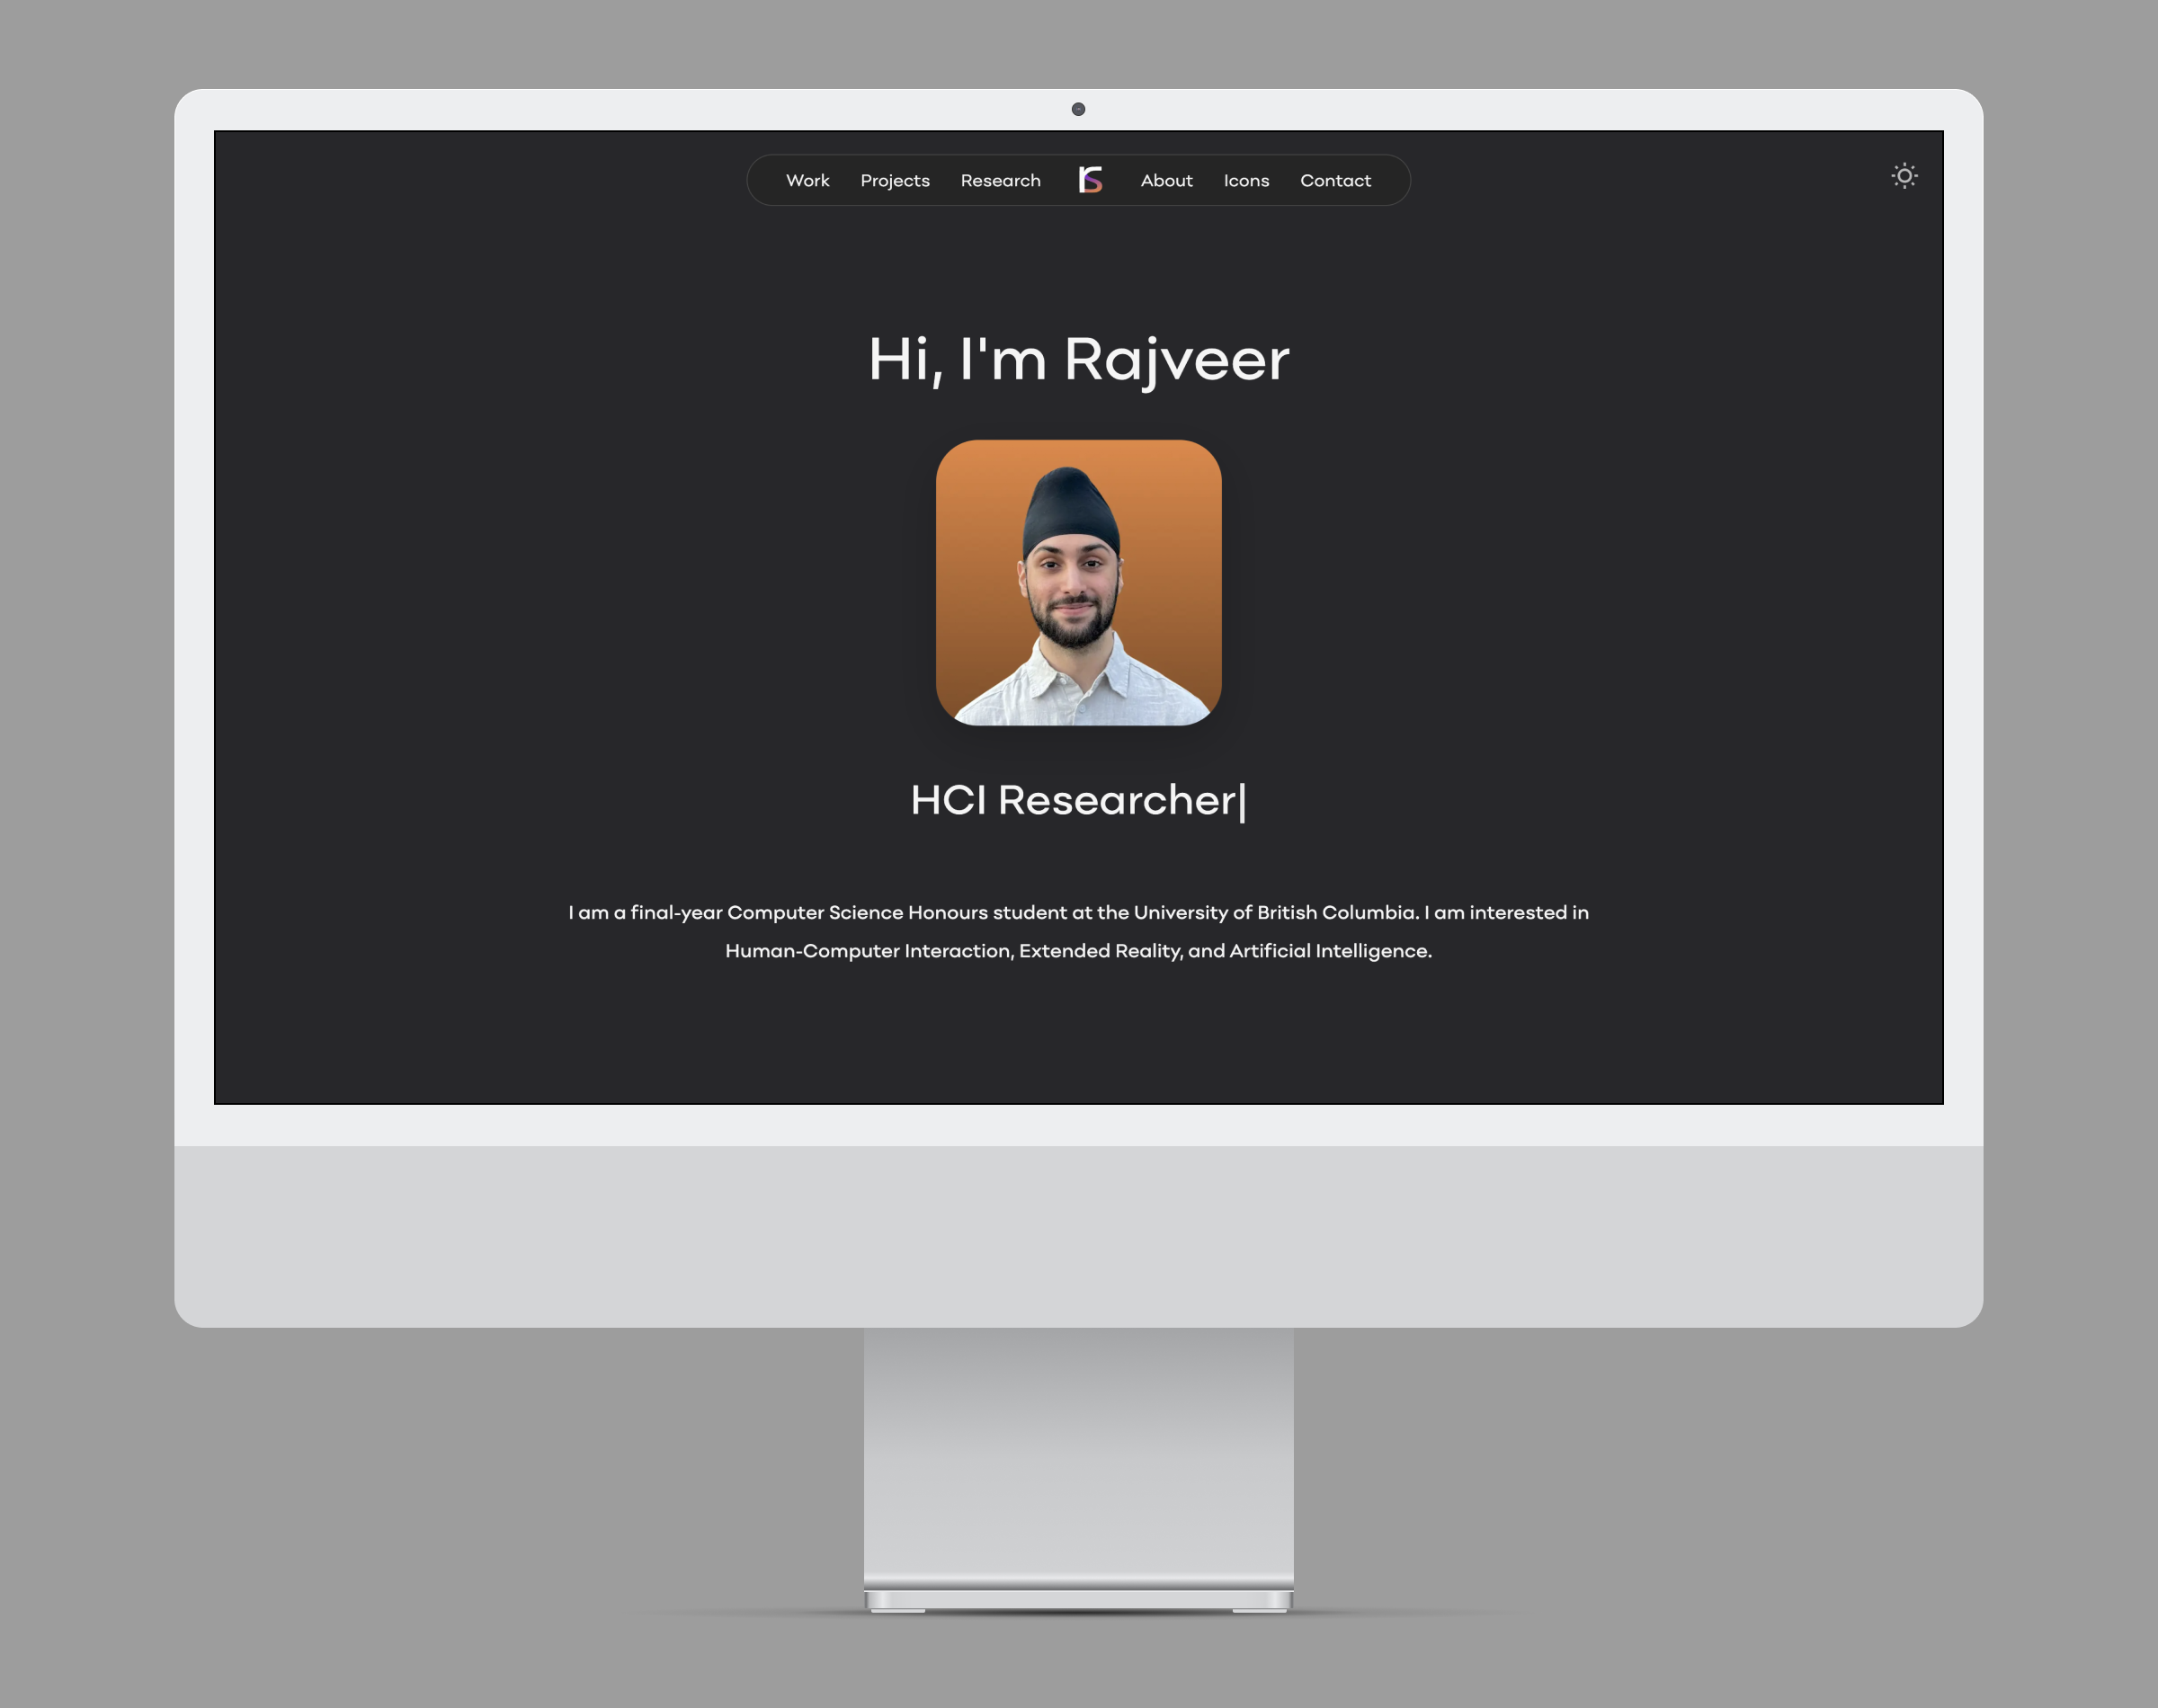 Work Projects Research rs About Icons Contact
Hi, I'm Rajveer
HCI Researcher|
I am a final-year Computer Science Honours student at the University of British Columbia. I am interested in
Human-Computer Interaction, Extended Reality, and Artificial Intelligence.